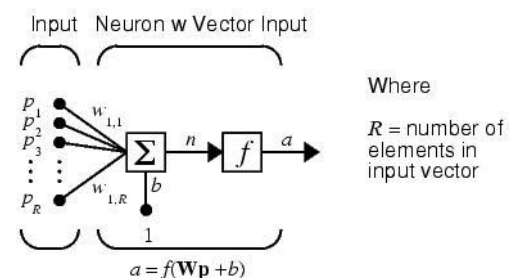 Input Neuron w Vector Input
p1
p2
p3
pR
w1,1
w1,R
Σ
n
f
a
b
1
a = f(Wp +b)
Where
R = number of
elements in
input vector